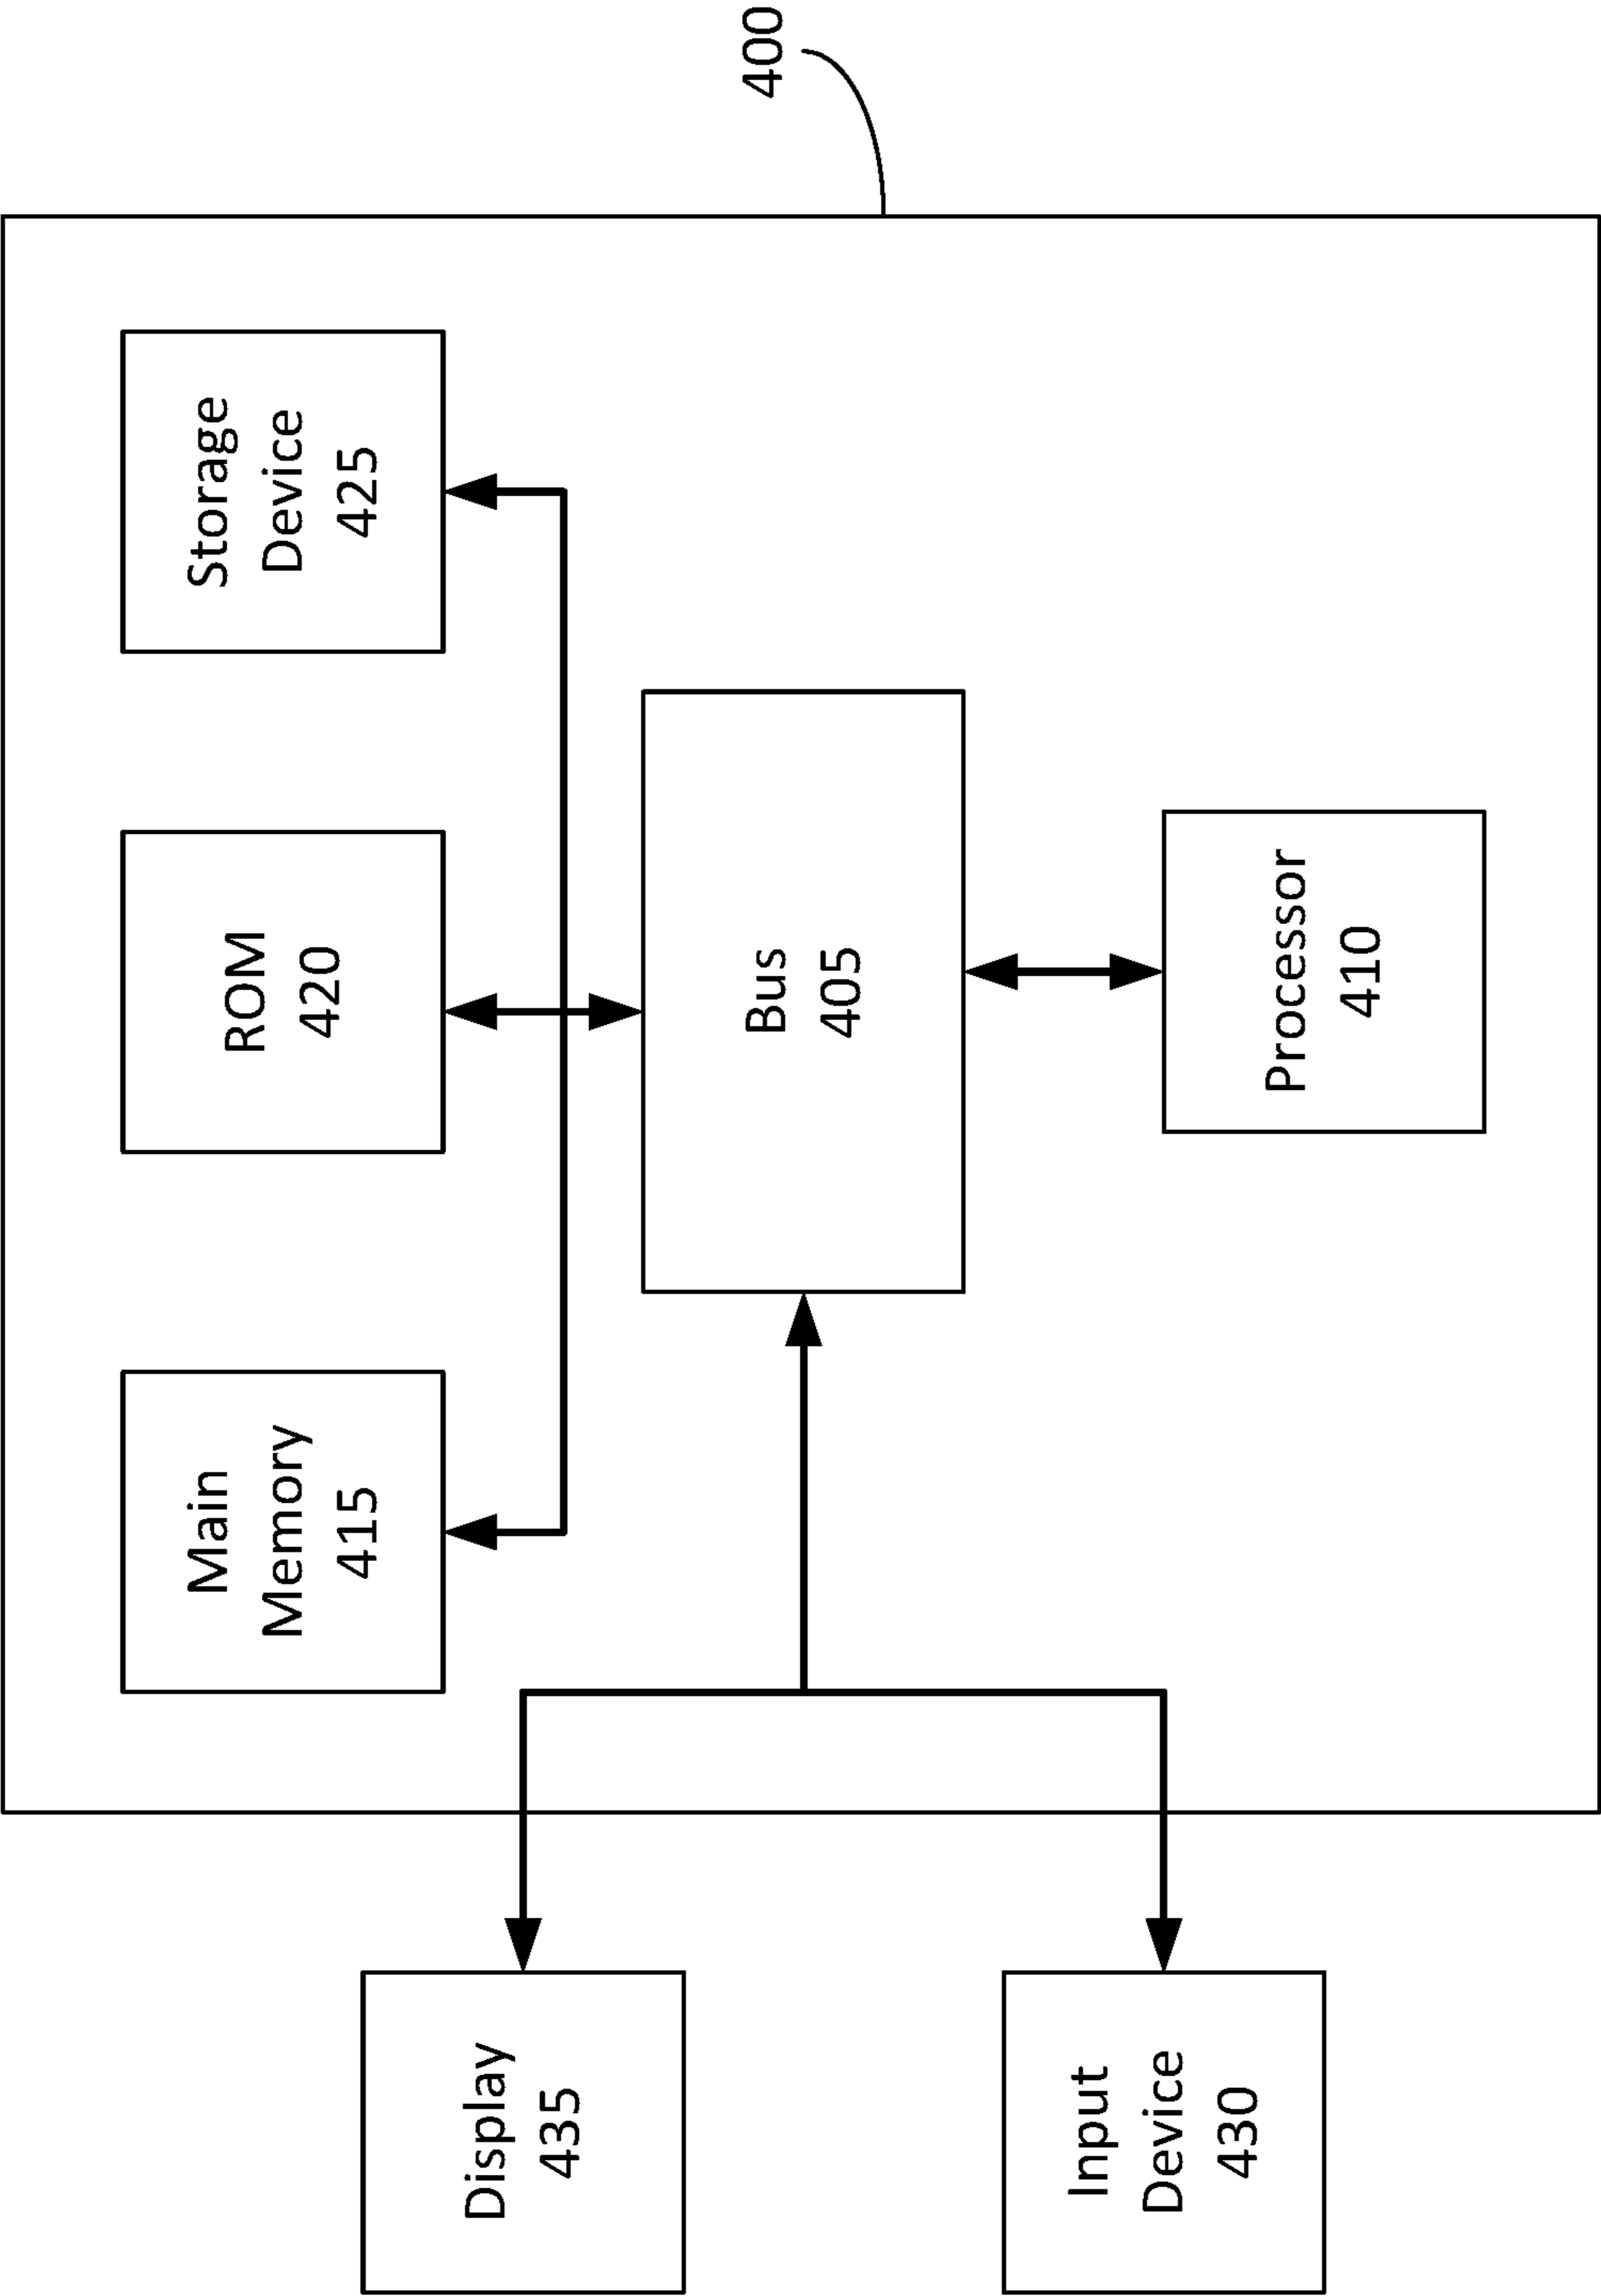 400
Main
Memory
415
ROM
420
Storage
Device
425
Display
435
Bus
405
Input
Device
430
Processor
410